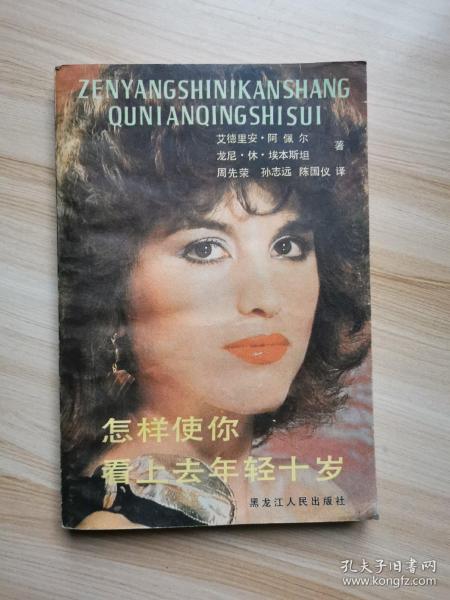 ZENYANGSHINIKANSHANG
QUNIANQINGSHISUI
艾德里安·阿佩尔
龙尼·休·埃本斯坦
著
周先荣 孙志远 陈国仪 译
怎样使你
看上去年轻十岁
黑龙江人民出版社
孔夫子旧书网
www.kongfz.com